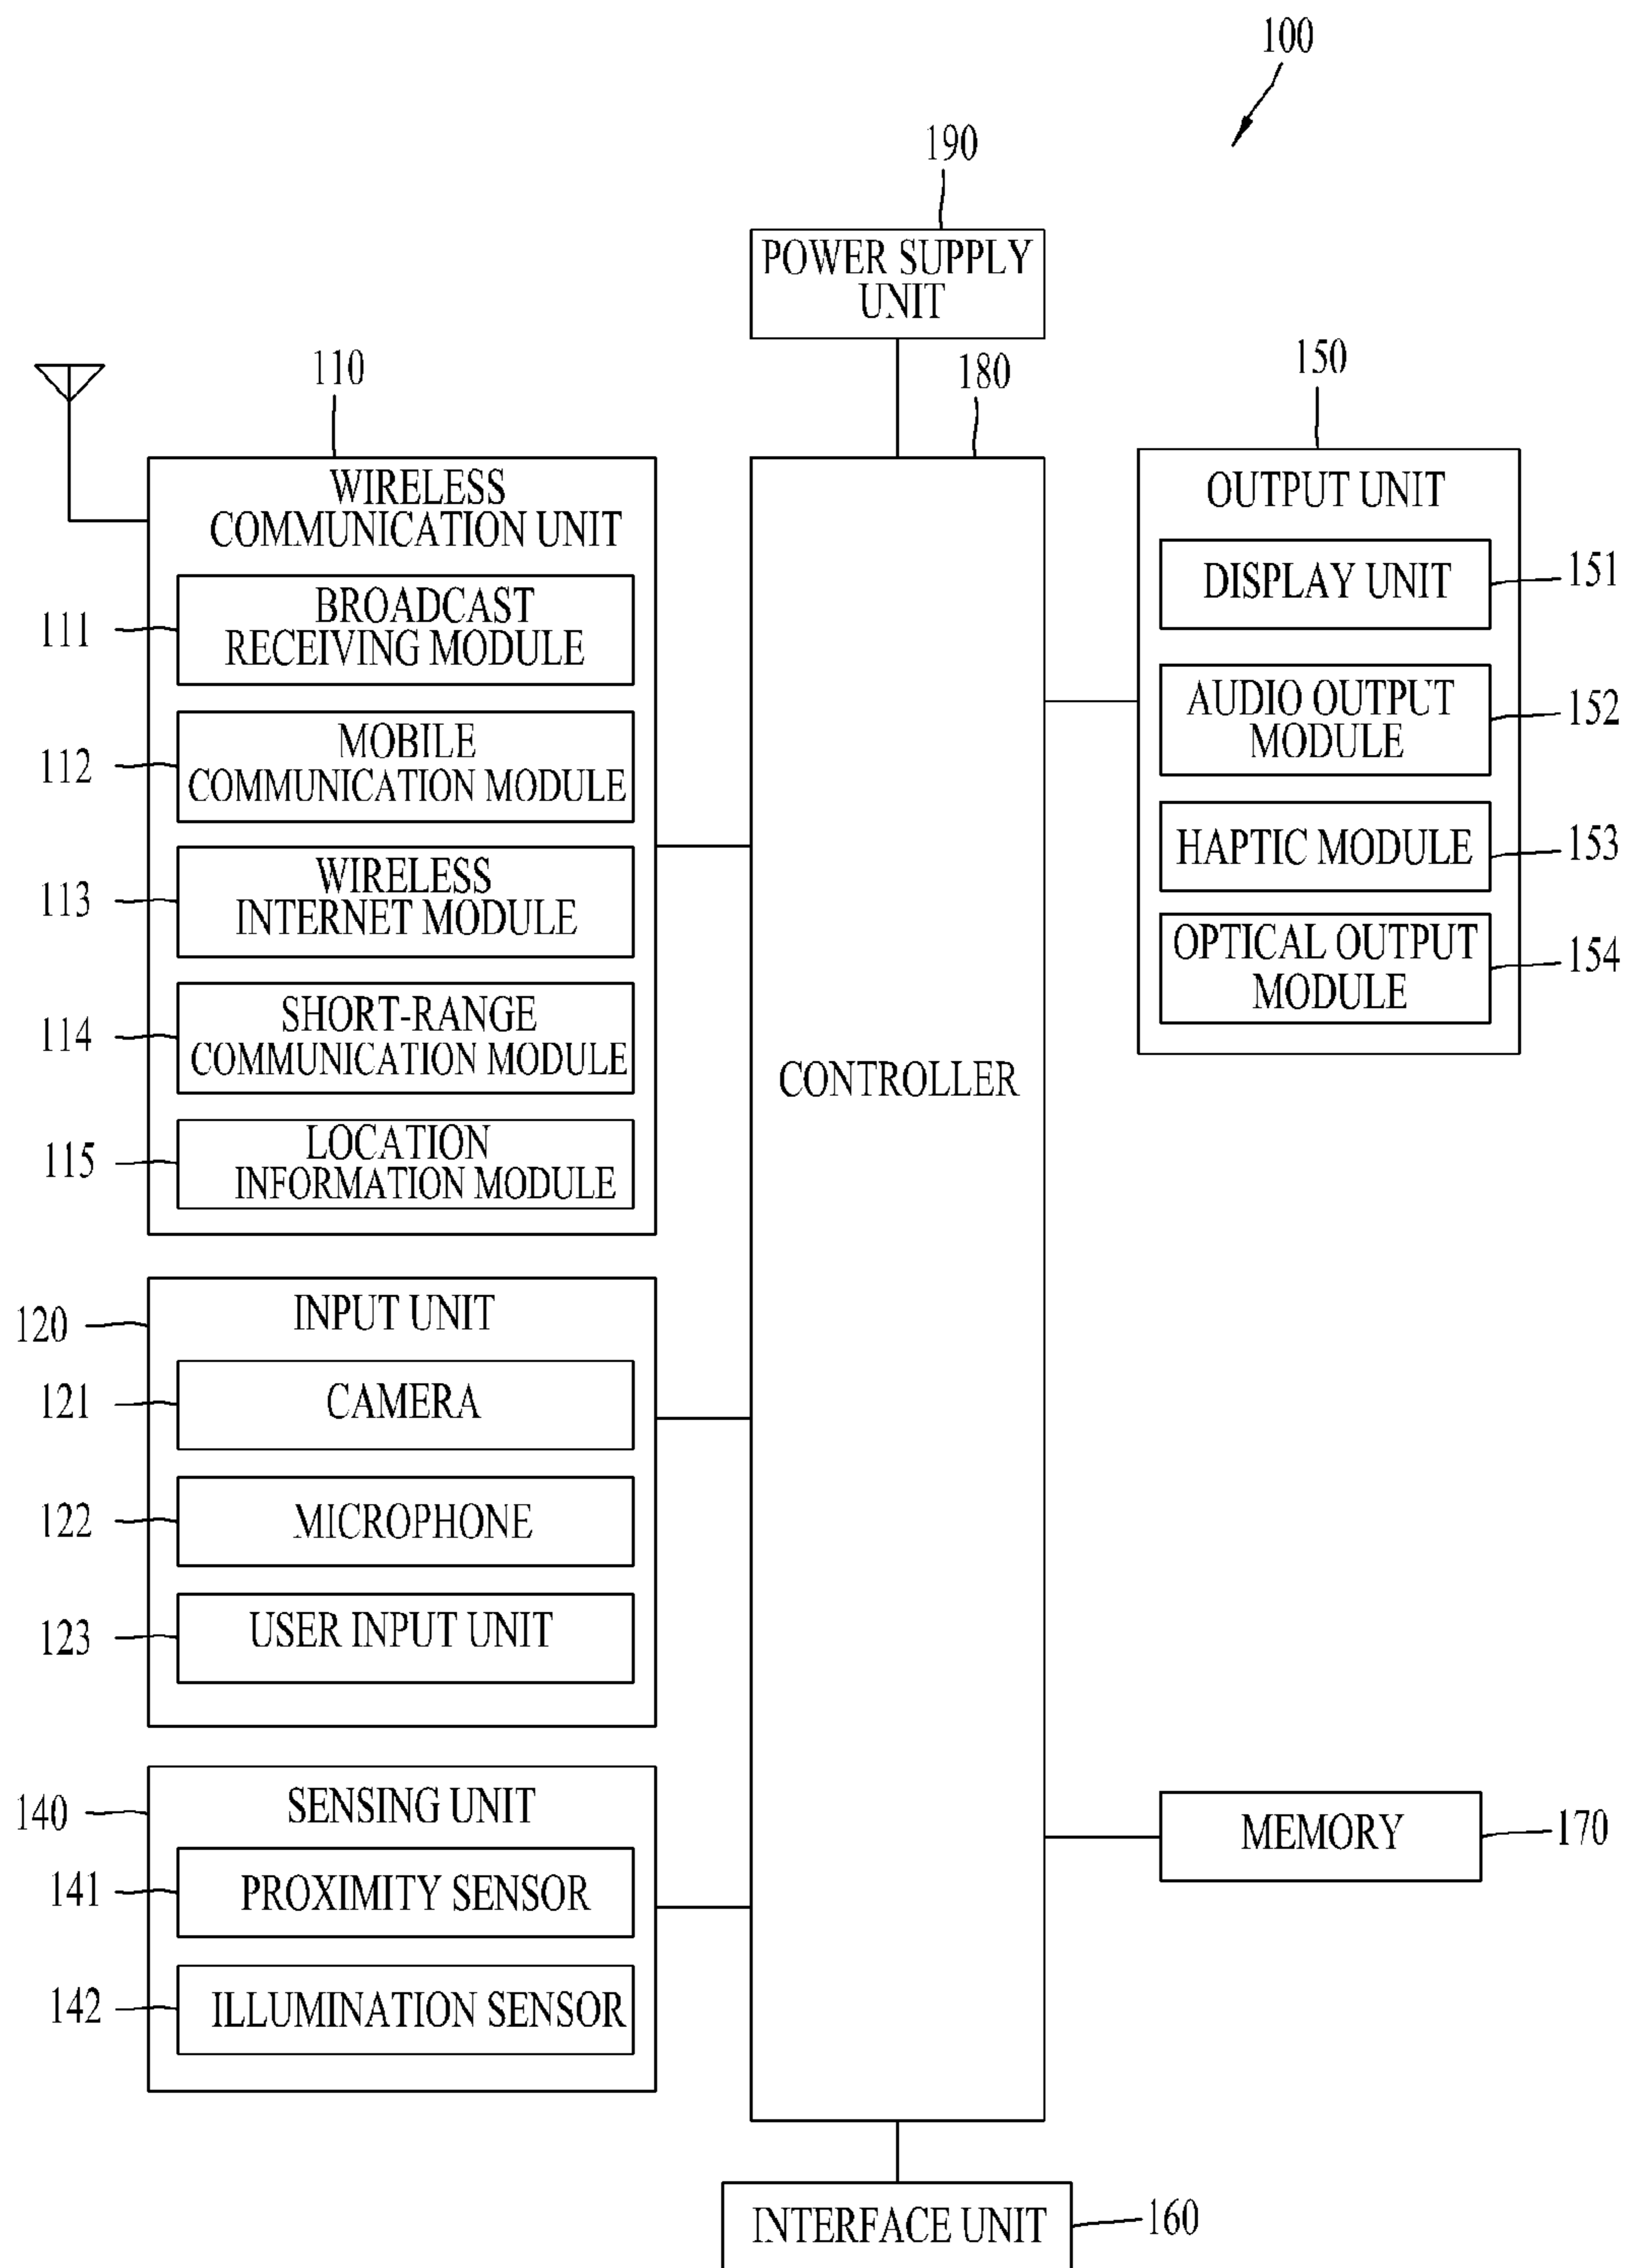 100
190
POWER SUPPLY
UNIT
110
180
150
WIRELESS
COMMUNICATION UNIT
111
BROADCAST
RECEIVING MODULE
112
MOBILE
COMMUNICATION MODULE
113
WIRELESS
INTERNET MODULE
114
SHORT-RANGE
COMMUNICATION MODULE
115
LOCATION
INFORMATION MODULE
120
INPUT UNIT
121
CAMERA
122
MICROPHONE
123
USER INPUT UNIT
140
SENSING UNIT
141
PROXIMITY SENSOR
142
ILLUMINATION SENSOR
CONTROLLER
OUTPUT UNIT
DISPLAY UNIT
151
AUDIO OUTPUT
MODULE
152
HAPTIC MODULE
153
OPTICAL OUTPUT
MODULE
154
MEMORY
170
INTERFACE UNIT
160